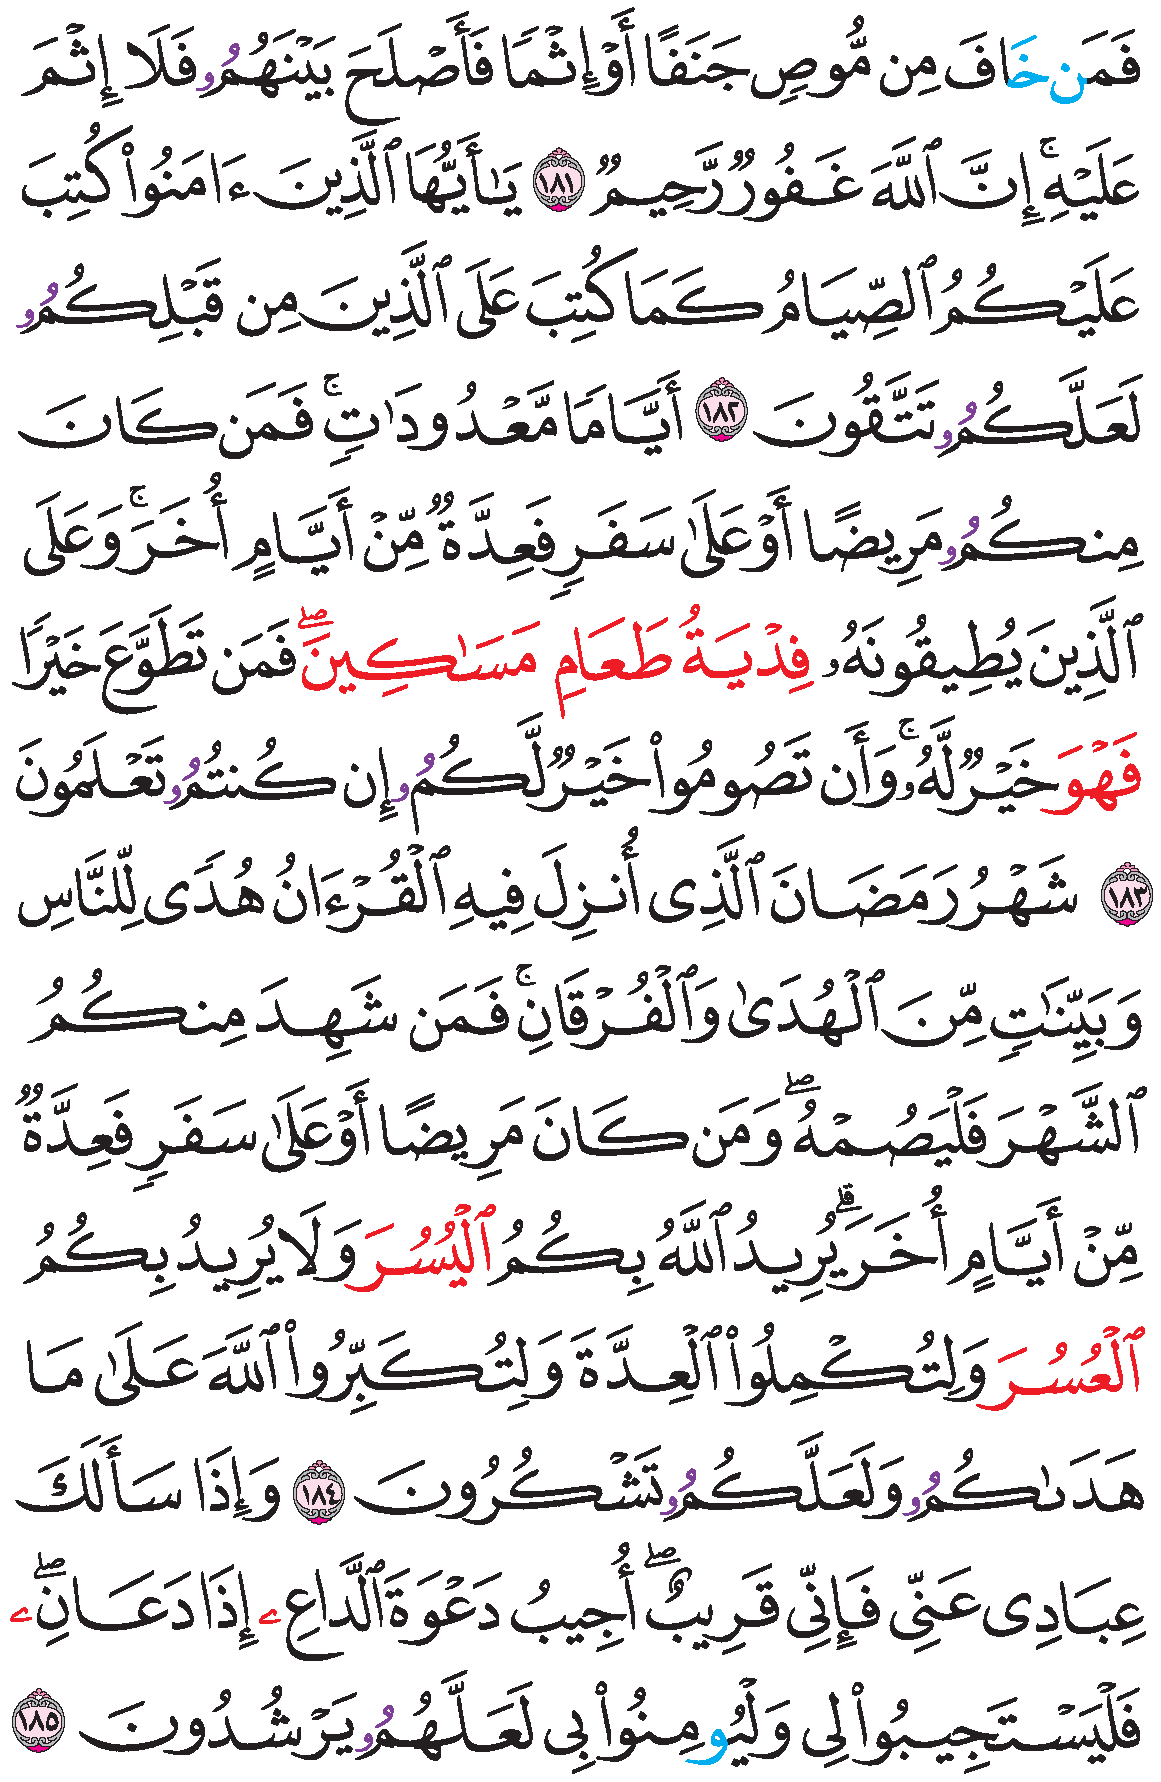 فَمَن خَافَ مِن مُّوصٍ جَنَفًا أَوْ إِثْمًا فَأَصْلَحَ بَيْنَهُمُۥ فَلَا إِثْمَ
عَلَيْهِ ۚ إِنَّ ٱللَّهَ غَفُورٌ رَّحِيمٌ ١٨١ يَٰأَيُّهَا ٱلَّذِينَ ءَامَنُوا۟ كُتِبَ
عَلَيْكُمُ ٱلصِّيَامُ كَمَا كُتِبَ عَلَى ٱلَّذِينَ مِن قَبْلِكُمُۥ
لَعَلَّكُمُۥ تَتَّقُونَ ١٨٢ أَيَّامًا مَّعْدُودَٰتٍ ۚ فَمَن كَانَ
مِنكُمُۥ مَرِيضًا أَوْ عَلَىٰ سَفَرٍ فَعِدَّةٌ مِّنْ أَيَّامٍ أُخَرَ ۚ وَعَلَى
ٱلَّذِينَ يُطِيقُونَهُۥ فِدْيَةُ طَعَامِ مَسَٰكِينَ ۖ فَمَن تَطَوَّعَ خَيْرًا
فَهْوَ خَيْرٌ لَّهُۥ ۚ وَأَن تَصُومُوا۟ خَيْرٌ لَّكُمُۥ إِن كُنتُمُۥ تَعْلَمُونَ
١٨٣ شَهْرُ رَمَضَانَ ٱلَّذِى أُنزِلَ فِيهِ ٱلْقُرْءَانُ هُدًى لِّلنَّاسِ
وَبَيِّنَٰتٍ مِّنَ ٱلْهُدَىٰ وَٱلْفُرْقَانِ ۚ فَمَن شَهِدَ مِنكُمُ
ٱلشَّهْرَ فَلْيَصُمْهُ ۖ وَمَن كَانَ مَرِيضًا أَوْ عَلَىٰ سَفَرٍ فَعِدَّةٌ
مِّنْ أَيَّامٍ أُخَرَ ۗ يُرِيدُ ٱللَّهُ بِكُمُ ٱلْيُسُرَ وَلَا يُرِيدُ بِكُمُ
ٱلْعُسُرَ وَلِتُكْمِلُوا۟ ٱلْعِدَّةَ وَلِتُكَبِّرُوا۟ ٱللَّهَ عَلَىٰ مَا
هَدَىٰكُمُۥ وَلَعَلَّكُمُۥ تَشْكُرُونَ ١٨٤ وَإِذَا سَأَلَكَ
عِبَادِى عَنِّى فَإِنِّى قَرِيبٌ ۖ أُجِيبُ دَعْوَةَ ٱلدَّاعِۦ إِذَا دَعَانِۦ ۖ
فَلْيَسْتَجِيبُوا۟ لِى وَلْيُومِنُوا۟ بِى لَعَلَّهُمُۥ يَرْشُدُونَ ١٨٥